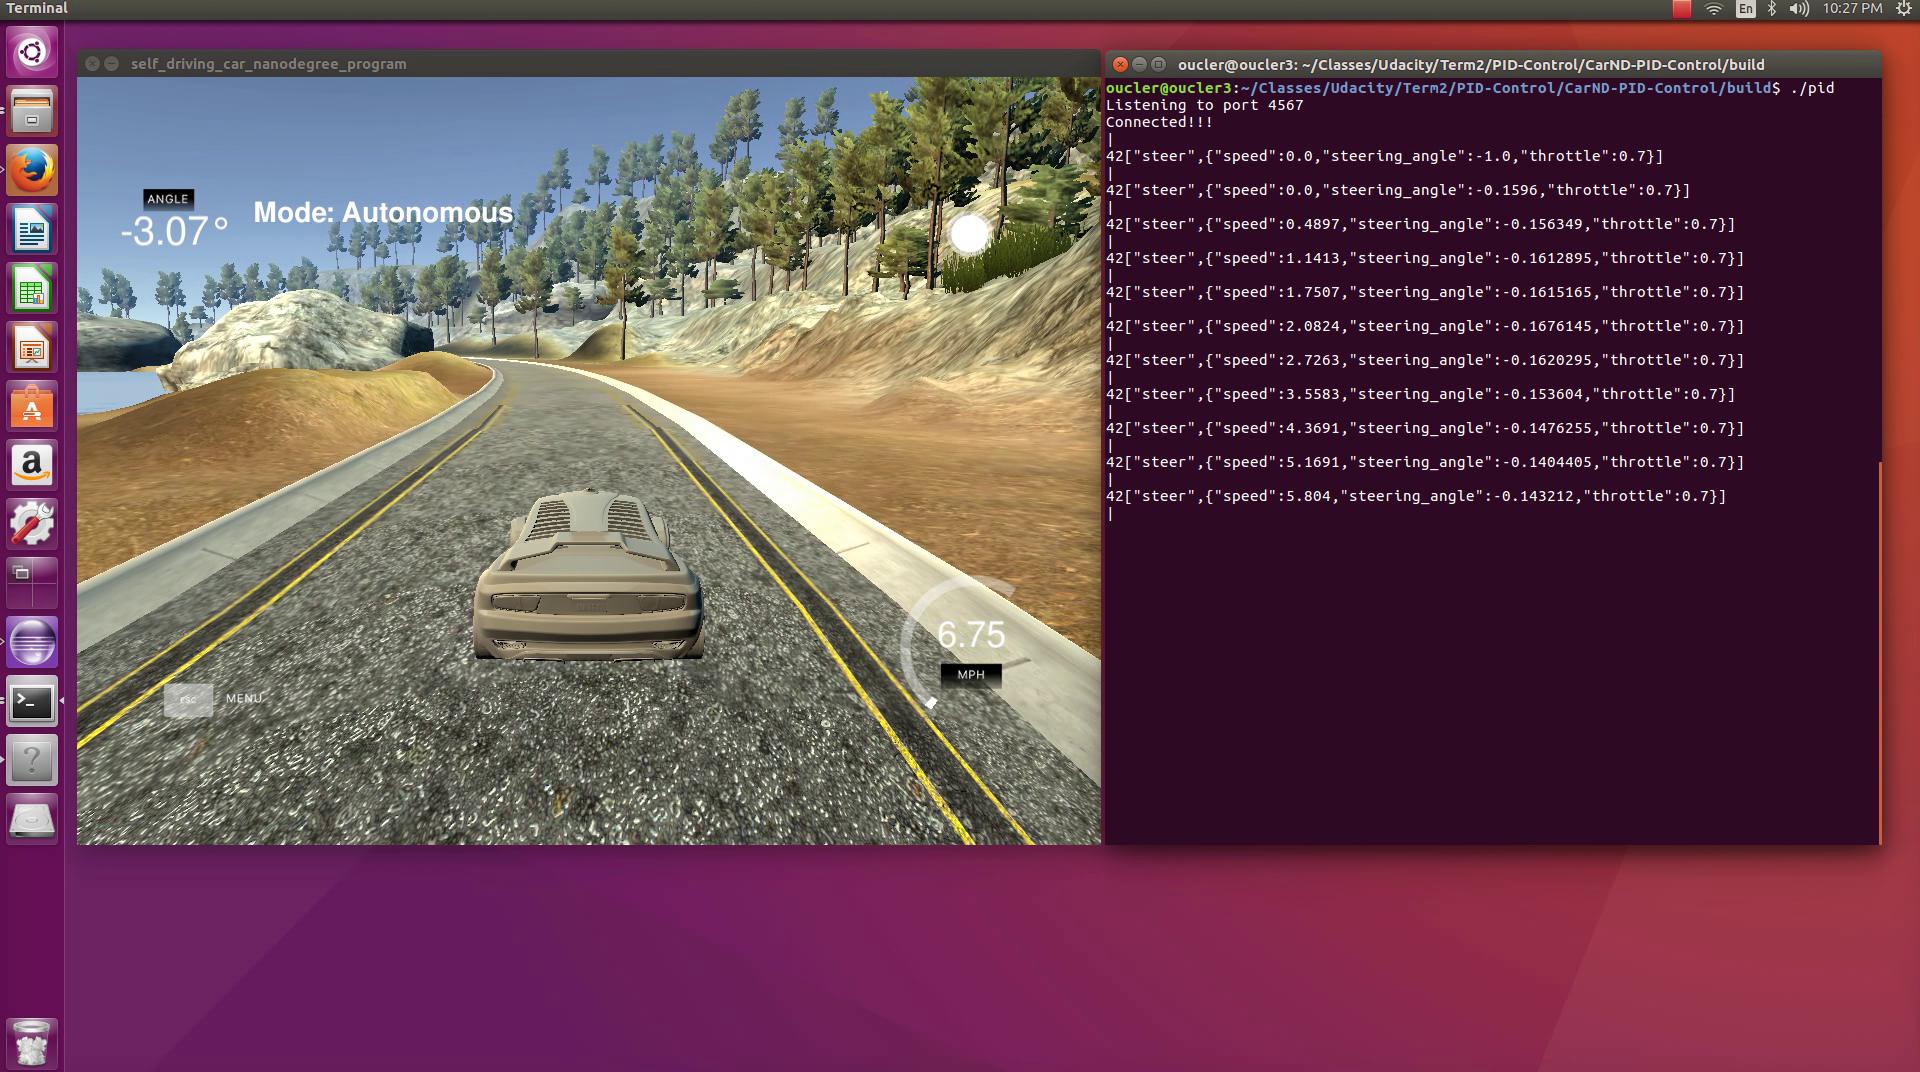 Terminal
En
10:27 PM
self_driving_car_nanodegree_program
ANGLE
-3.07°
Mode: Autonomous
6.75
MPH
ESC
MENU
a
oucler@oucler3: ~/Classes/Udacity/Term2/PID-Control/CarND-PID-Control/build
oucler@oucler3:~/Classes/Udacity/Term2/PID-Control/CarND-PID-Control/build$ ./pid
Listening to port 4567
Connected!!!
|
42["steer",{"speed":0.0,"steering_angle":-1.0,"throttle":0.7}]
|
42["steer",{"speed":0.0,"steering_angle":-0.1596,"throttle":0.7}]
|
42["steer",{"speed":0.4897,"steering_angle":-0.156349,"throttle":0.7}]
|
42["steer",{"speed":1.1413,"steering_angle":-0.1612895,"throttle":0.7}]
|
42["steer",{"speed":1.7507,"steering_angle":-0.1615165,"throttle":0.7}]
|
42["steer",{"speed":2.0824,"steering_angle":-0.1676145,"throttle":0.7}]
|
42["steer",{"speed":2.7263,"steering_angle":-0.1620295,"throttle":0.7}]
|
42["steer",{"speed":3.5583,"steering_angle":-0.153604,"throttle":0.7}]
|
42["steer",{"speed":4.3691,"steering_angle":-0.1476255,"throttle":0.7}]
|
42["steer",{"speed":5.1691,"steering_angle":-0.1404405,"throttle":0.7}]
|
42["steer",{"speed":5.804,"steering_angle":-0.143212,"throttle":0.7}]
|